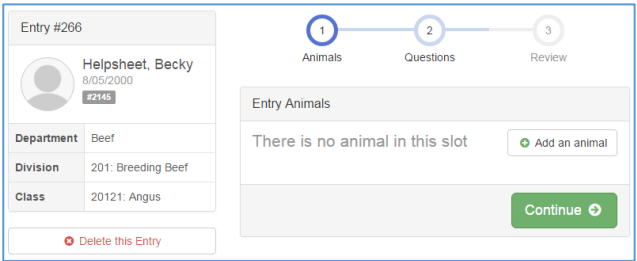 Entry #266
Helpsheet, Becky
8/05/2000
#2145
Department Beef
Division 201: Breeding Beef
Class 20121: Angus
Delete this Entry
1 2 3
Animals Questions Review
Entry Animals
There is no animal in this slot Add an animal
Continue